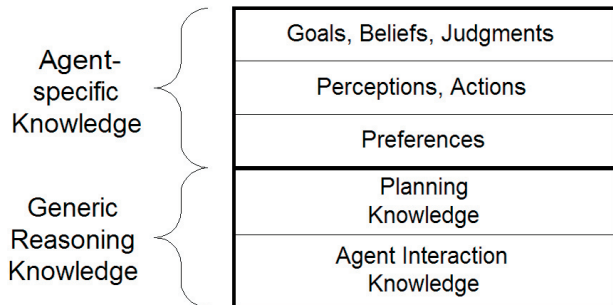 Agent-
specific
Knowledge
Goals, Beliefs, Judgments
Perceptions, Actions
Preferences
Generic
Reasoning
Knowledge
Planning
Knowledge
Agent Interaction
Knowledge